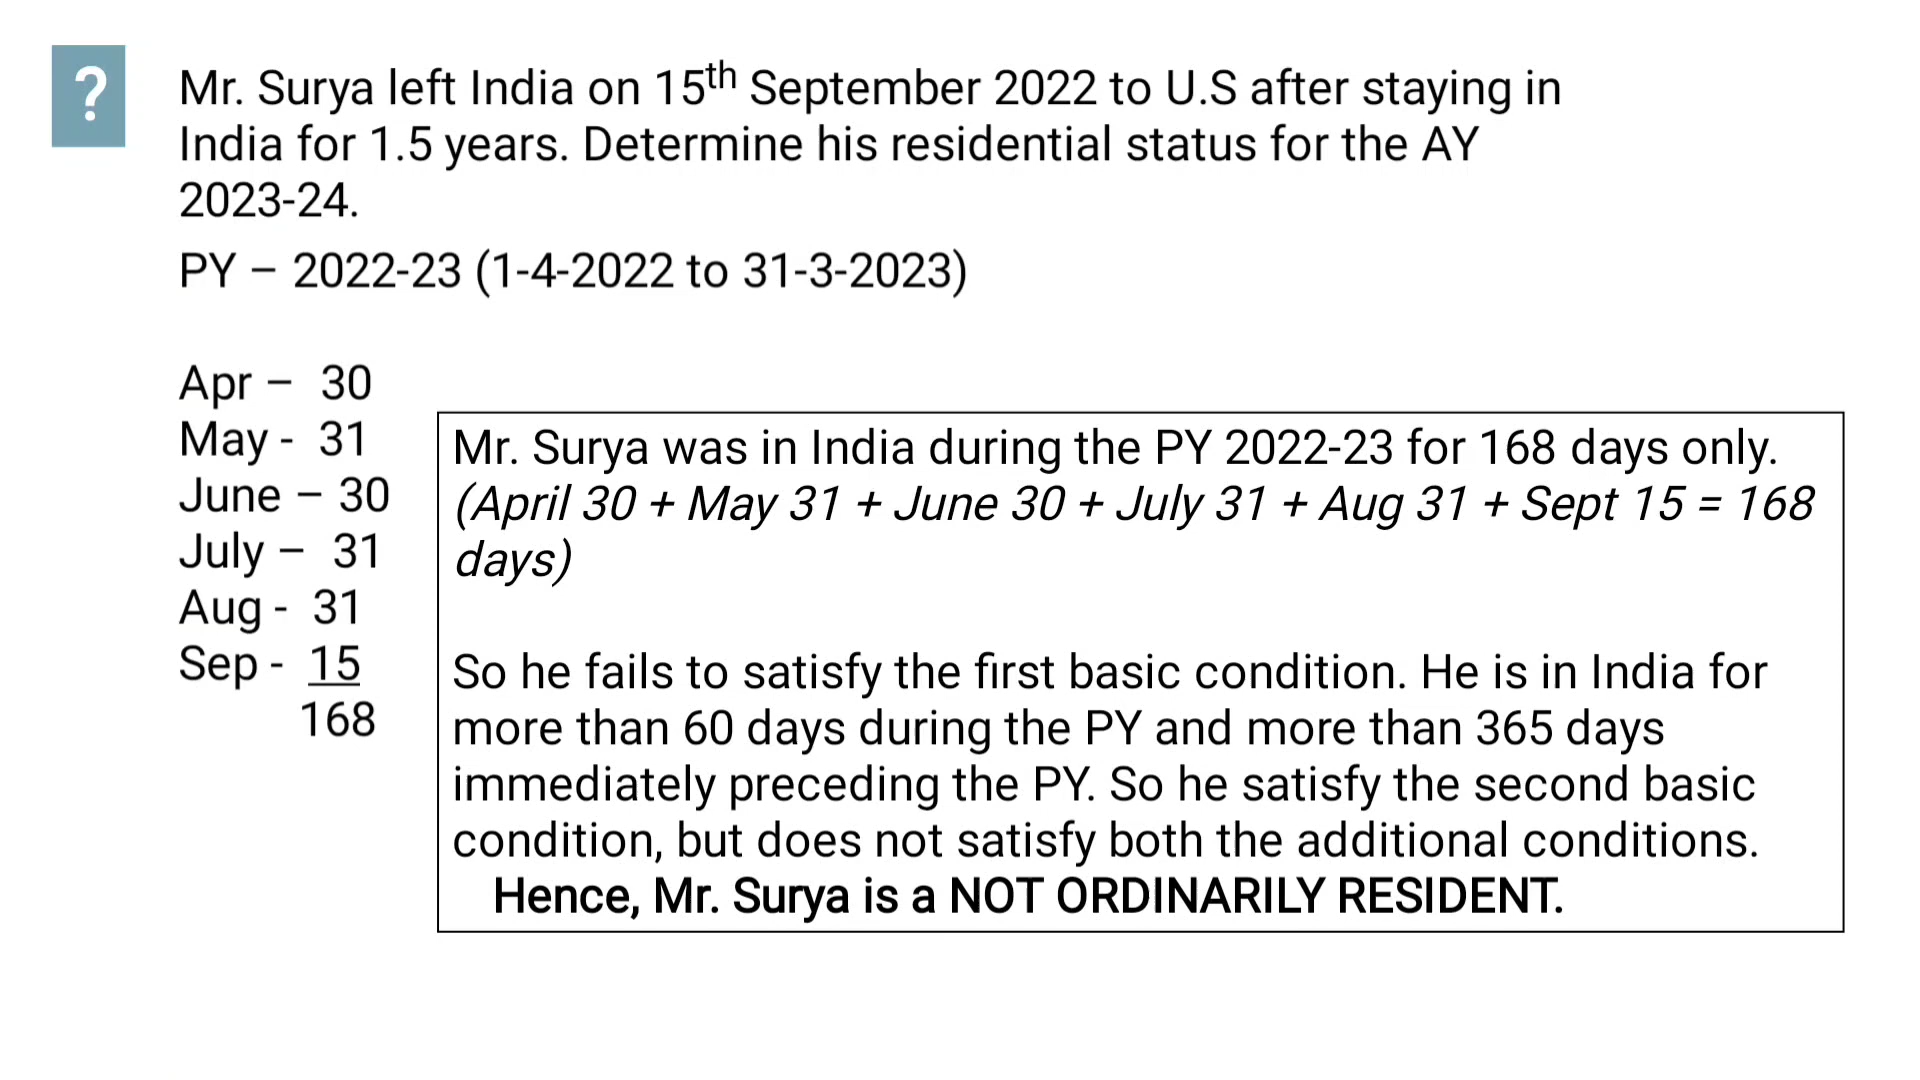 ?
Mr. Surya left India on 15th September 2022 to U.S after staying in
India for 1.5 years. Determine his residential status for the AY
2023-24.
PY – 2022-23 (1-4-2022 to 31-3-2023)
Apr – 30
May - 31
June – 30
July – 31
Aug - 31
Sep - 15
168
Mr. Surya was in India during the PY 2022-23 for 168 days only.
(April 30 + May 31 + June 30 + July 31 + Aug 31 + Sept 15 = 168
days)
So he fails to satisfy the first basic condition. He is in India for
more than 60 days during the PY and more than 365 days
immediately preceding the PY. So he satisfy the second basic
condition, but does not satisfy both the additional conditions.
Hence, Mr. Surya is a NOT ORDINARILY RESIDENT.